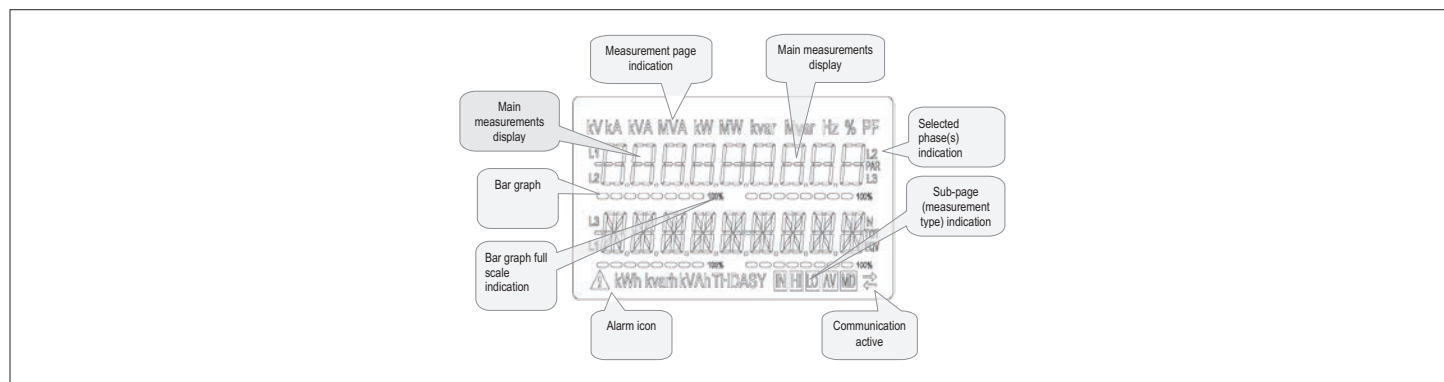 Measurement page
indication
Main measurements
display
Main
measurements
display
kV kA kVA MVA kW MW kvar Mvar Hz % PF
Selected
phase(s)
indication
L1
L2
L2
PAR
L3
Bar graph
100%
100%
Sub-page
(measurement
type) indication
L3
L1
N
EQV
Bar graph full
scale
indication
100%
100%
kWh kvarh kVAh THD ASY IN HI LO AV MD
Alarm icon
Communication
active